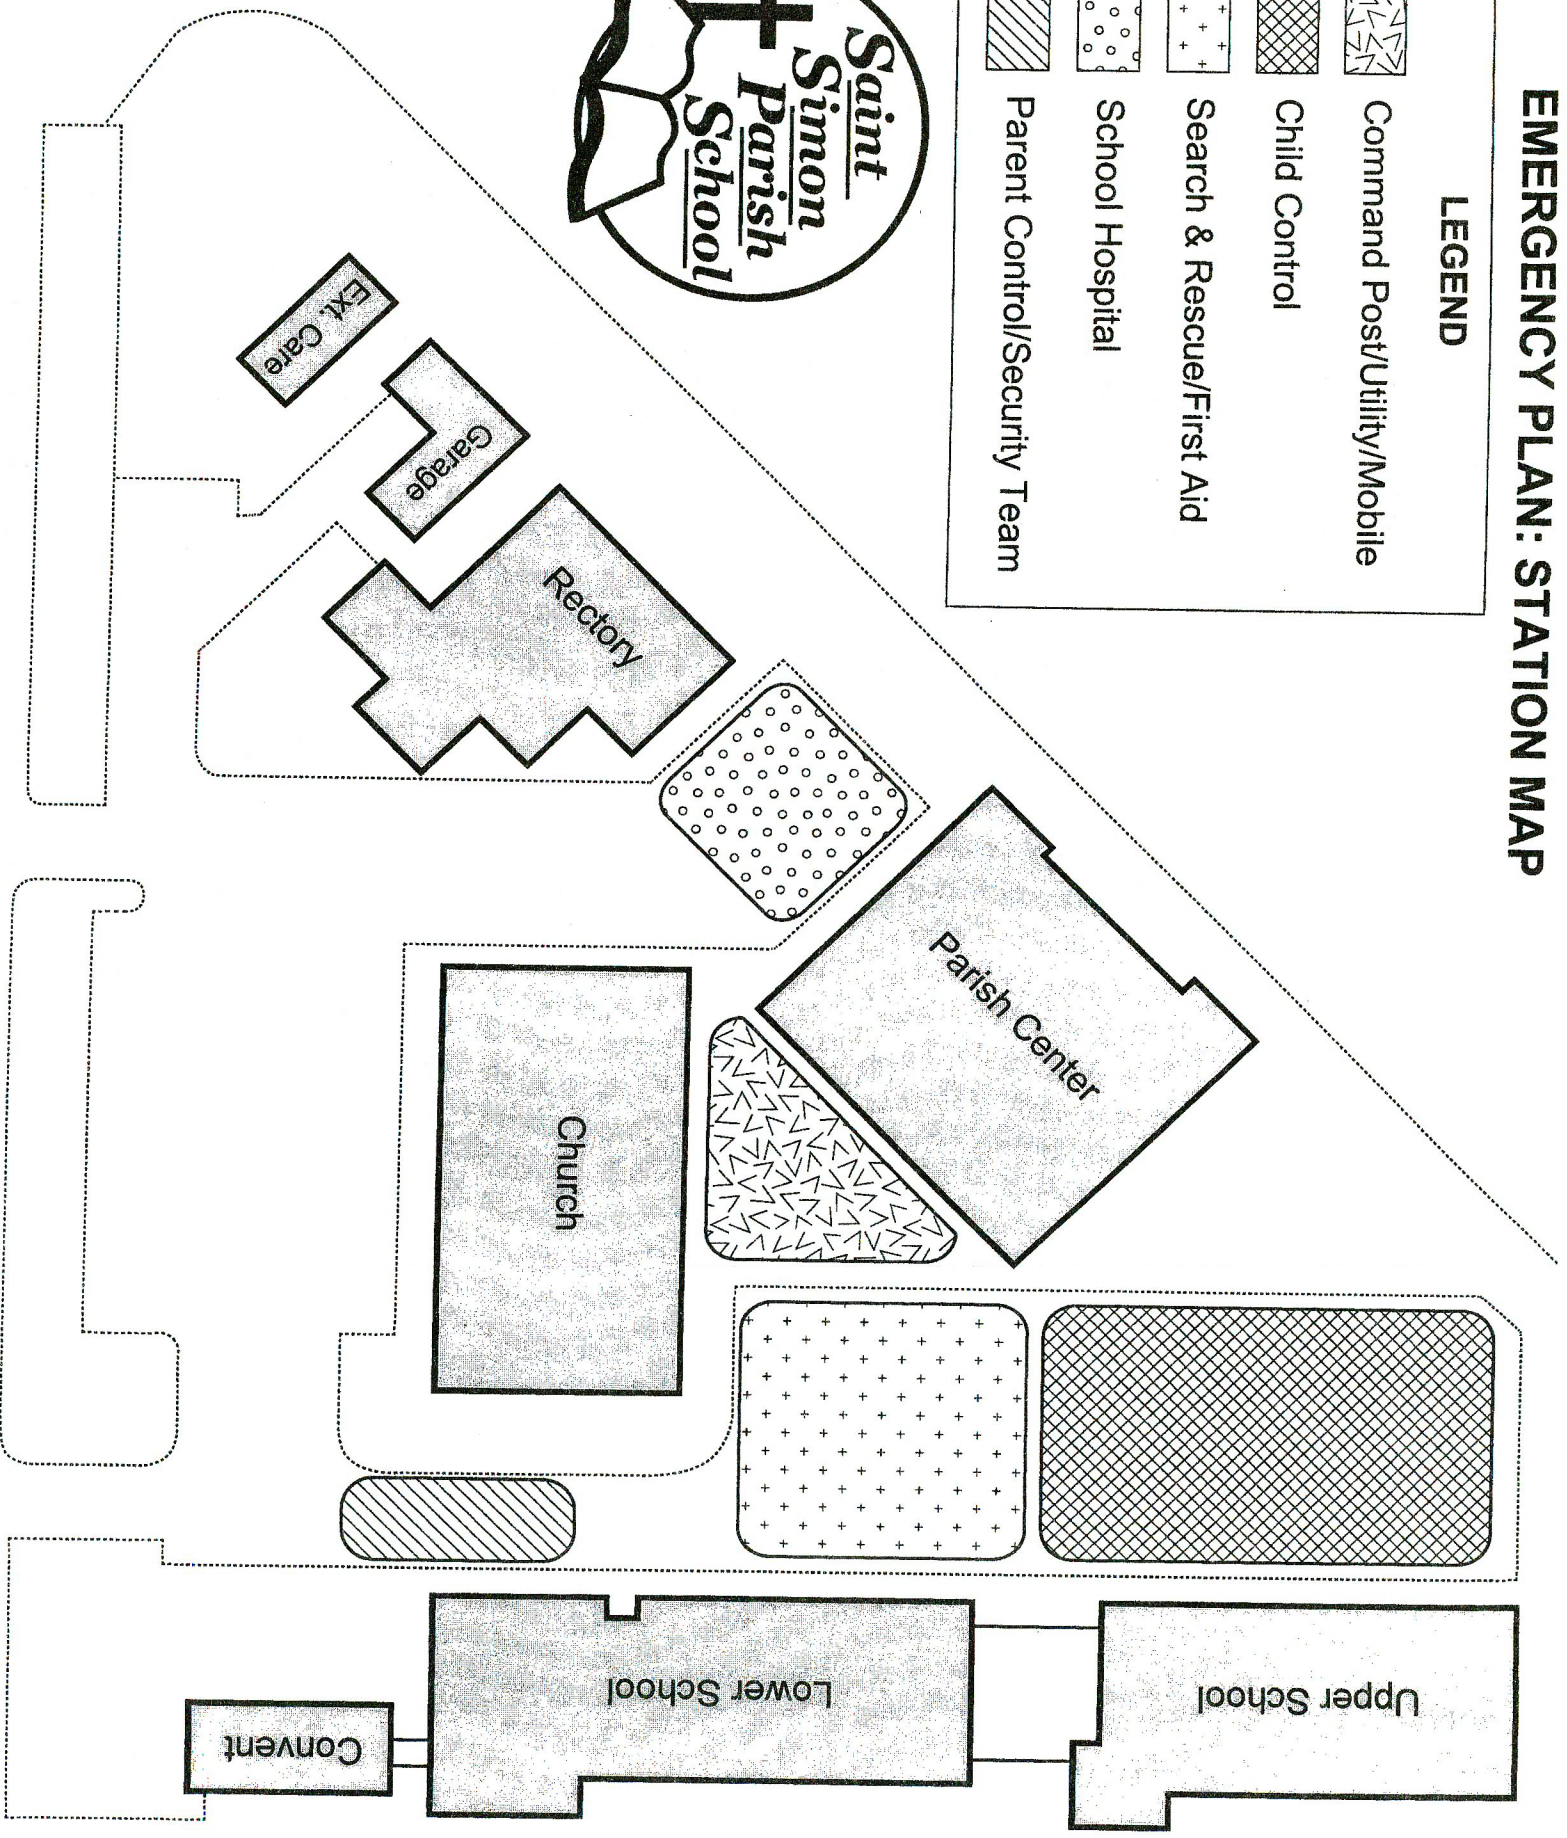 EMERGENCY PLAN: STATION MAP
LEGEND
Command Post/Utility/Mobile
Child Control
Search & Rescue/First Aid
School Hospital
Parent Control/Security Team
Saint
Simon
Parish
School
Ext. Care
Garage
Rectory
Parish Center
Church
Upper School
Lower School
Convent